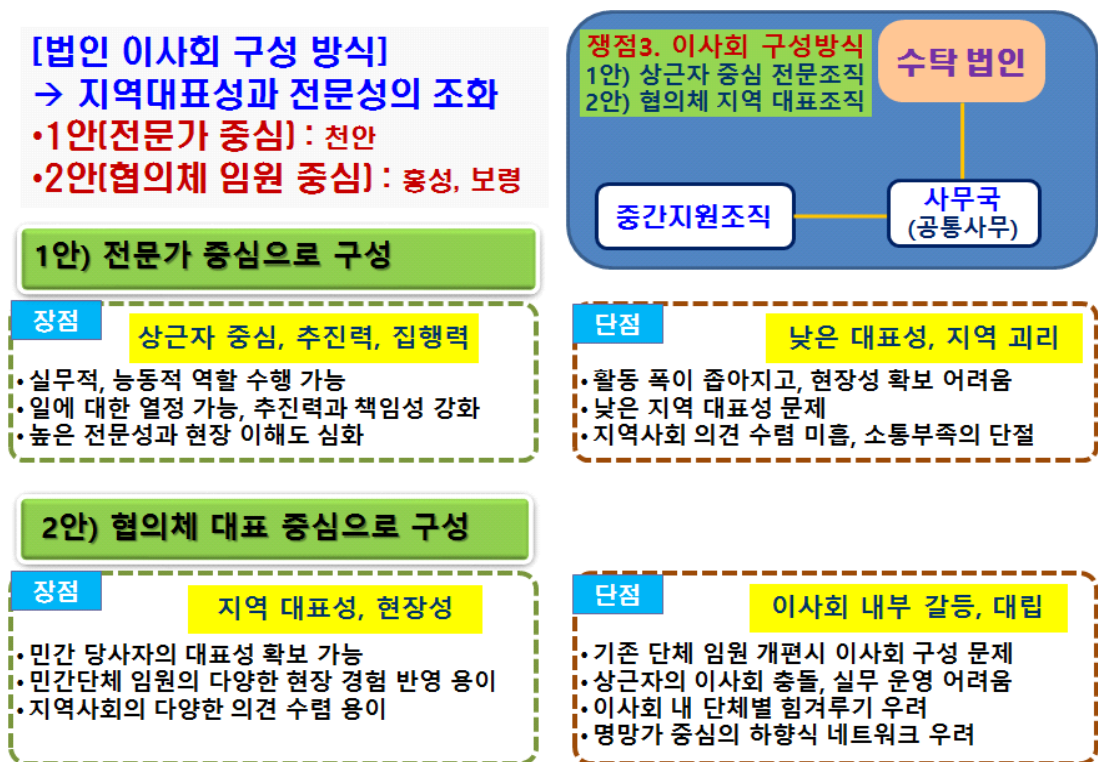 [법인 이사회 구성 방식]
→ 지역대표성과 전문성의 조화
•1안(전문가 중심) : 천안
•2안(협의체 임원 중심) : 홍성, 보령
쟁점3. 이사회 구성방식
1안) 상근자 중심 전문조직
2안) 협의체 지역 대표조직
수탁 법인
중간지원조직
사무국
(공통사무)
1안) 전문가 중심으로 구성
장점
상근자 중심, 추진력, 집행력
• 실무적, 능동적 역할 수행 가능
• 일에 대한 열정 가능, 추진력과 책임성 강화
• 높은 전문성과 현장 이해도 심화
단점
낮은 대표성, 지역 괴리
• 활동 폭이 좁아지고, 현장성 확보 어려움
• 낮은 지역 대표성 문제
• 지역사회 의견 수렴 미흡, 소통부족의 단절
2안) 협의체 대표 중심으로 구성
장점
지역 대표성, 현장성
• 민간 당사자의 대표성 확보 가능
• 민간단체 임원의 다양한 현장 경험 반영 용이
• 지역사회의 다양한 의견 수렴 용이
단점
이사회 내부 갈등, 대립
• 기존 단체 임원 개편시 이사회 구성 문제
• 상근자의 이사회 충돌, 실무 운영 어려움
• 이사회 내 단체별 힘겨루기 우려
• 명망가 중심의 하향식 네트워크 우려